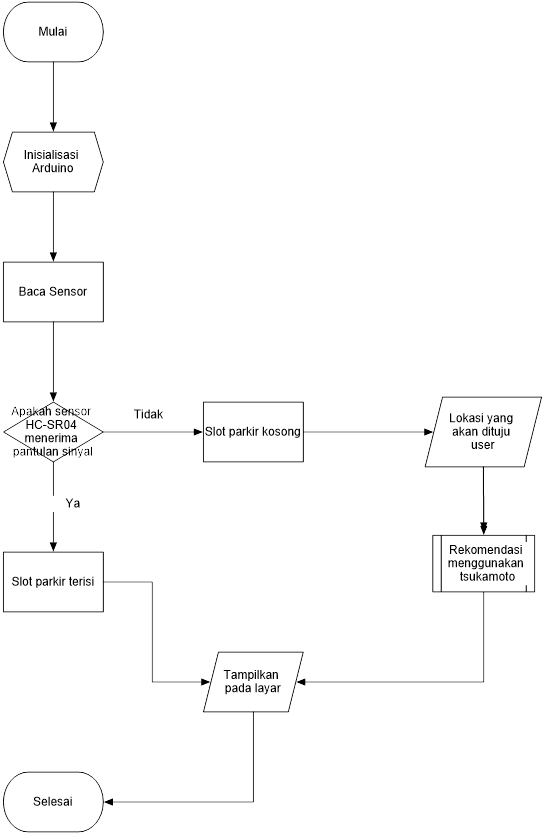 Mulai
Inisialisasi
Arduino
Baca Sensor
Apakah sensor
HC-SR04
menerima
pantulan sinyal
Tidak
Slot parkir kosong
Lokasi yang
akan dituju
user
Ya
Rekomendasi
menggunakan
tsukamoto
Slot parkir terisi
Tampilkan
pada layar
Selesai